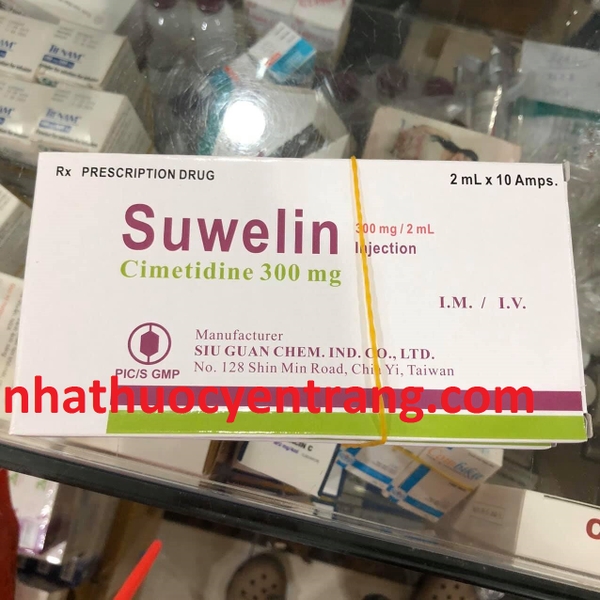 Rx PRESCRIPTION DRUG
2 mL x 10 Amps.
Suwelin
300 mg / 2 mL
Injection
Cimetidine 300 mg
I.M. / I.V.
Manufacturer
SIU GUAN CHEM. IND. CO., LTD.
No. 128 Shin Min Road, Chia Yi, Taiwan
PIC/S GMP
nhathuocyentrang.com